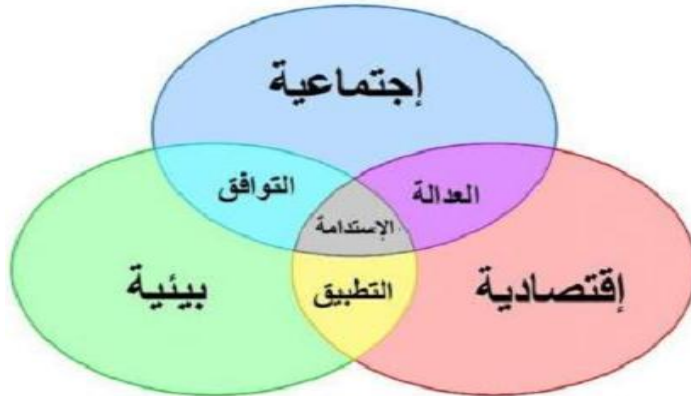 إجتماعية
العدالة
التوافق
الإستدامة
إقتصادية
التطبيق
بيئية